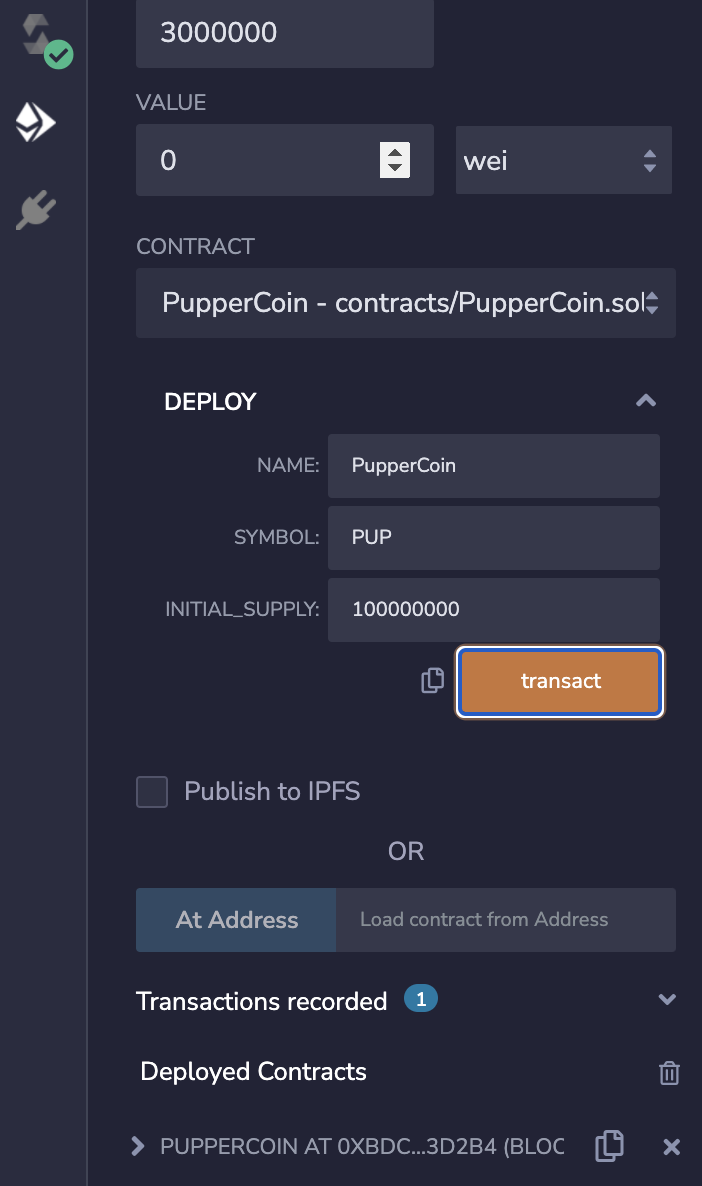 3000000
VALUE
0 wei
CONTRACT
PupperCoin - contracts/PupperCoin.sol
DEPLOY
NAME: PupperCoin
SYMBOL: PUP
INITIAL_SUPPLY: 100000000
transact
Publish to IPFS
OR
At Address Load contract from Address
Transactions recorded 1
Deployed Contracts
PUPPERCOIN AT 0XBDC...3D2B4 (BLOC